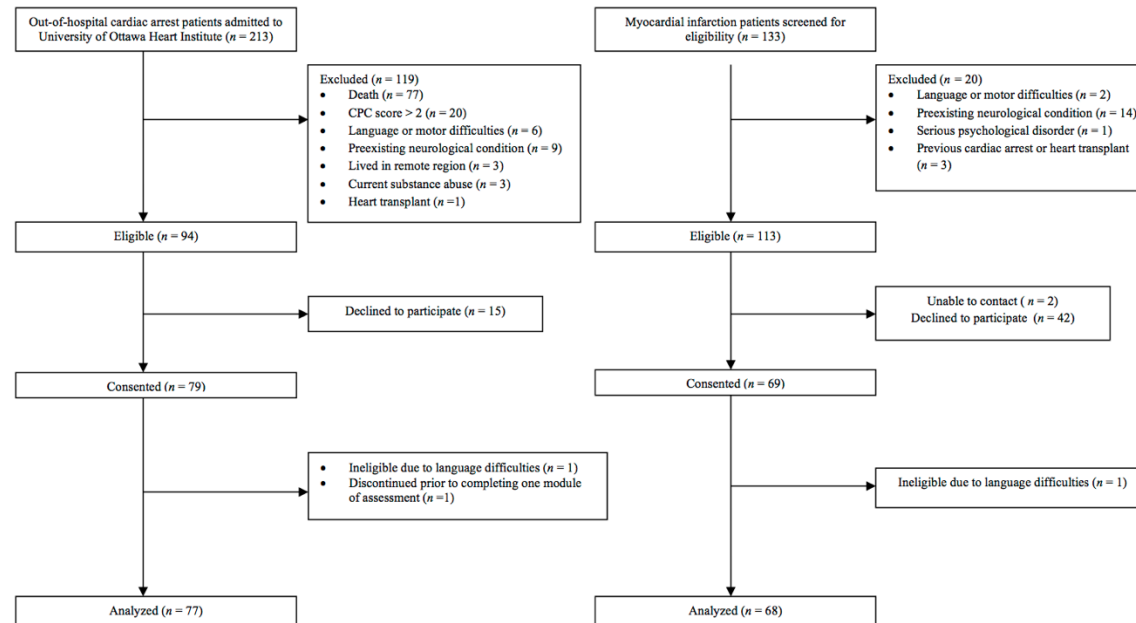 Out-of-hospital cardiac arrest patients admitted to
University of Ottawa Heart Institute (n = 213)
Excluded (n = 119)
• Death (n = 77)
• CPC score > 2 (n = 20)
• Language or motor difficulties (n = 6)
• Preexisting neurological condition (n = 9)
• Lived in remote region (n = 3)
• Current substance abuse (n = 3)
• Heart transplant (n =1)
Eligible (n = 94)
Declined to participate (n = 15)
Consented (n = 79)
• Ineligible due to language difficulties (n = 1)
• Discontinued prior to completing one module
of assessment (n =1)
Analyzed (n = 77)
Myocardial infarction patients screened for
eligibility (n = 133)
Excluded (n = 20)
• Language or motor difficulties (n = 2)
• Preexisting neurological condition (n = 14)
• Serious psychological disorder (n = 1)
• Previous cardiac arrest or heart transplant
(n = 3)
Eligible (n = 113)
Unable to contact ( n = 2)
Declined to participate (n = 42)
Consented (n = 69)
Ineligible due to language difficulties (n = 1)
Analyzed (n = 68)